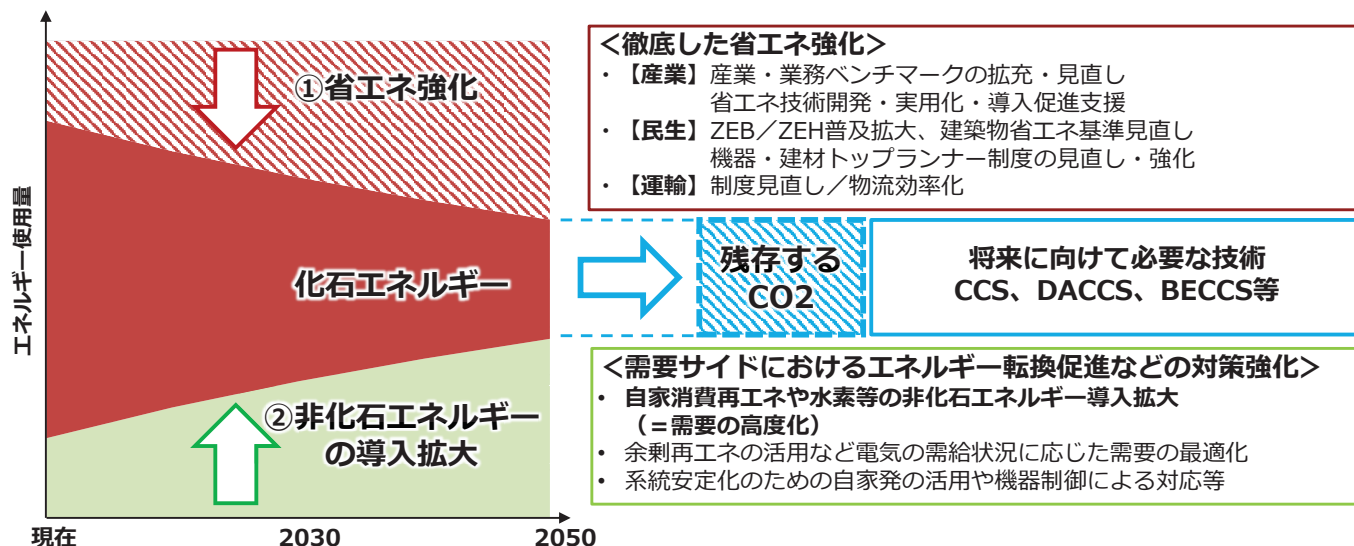 エネルギー使用量
①省エネ強化
化石エネルギー
②非化石エネルギー
の導入拡大
現在
2030
2050
＜徹底した省エネ強化＞
・【産業】産業・業務ベンチマークの拡充・見直し
省エネ技術開発・実用化・導入促進支援
・【民生】ZEB／ZEH普及拡大、建築物省エネ基準見直し
機器・建材トップランナー制度の見直し・強化
・【運輸】制度見直し／物流効率化
残存する
CO2
将来に向けて必要な技術
CCS、DACCS、BECCS等
＜需要サイドにおけるエネルギー転換促進などの対策強化＞
• 自家消費再エネや水素等の非化石エネルギー導入拡大
（＝需要の高度化）
• 余剰再エネの活用など電気の需給状況に応じた需要の最適化
• 系統安定化のための自家発の活用や機器制御による対応等